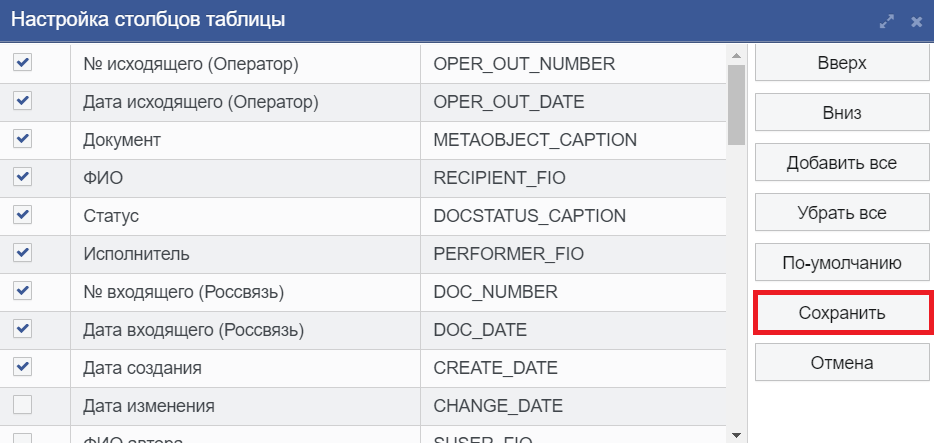 Настройка столбцов таблицы
№ исходящего (Оператор) OPER_OUT_NUMBER
Дата исходящего (Оператор) OPER_OUT_DATE
Документ METAOBJECT_CAPTION
ФИО RECIPIENT_FIO
Статус DOCSTATUS_CAPTION
Исполнитель PERFORMER_FIO
№ входящего (Россвязь) DOC_NUMBER
Дата входящего (Россвязь) DOC_DATE
Дата создания CREATE_DATE
Дата изменения CHANGE_DATE
ФИО автора SUSER_FIO
Вверх
Вниз
Добавить все
Убрать все
По-умолчанию
Сохранить
Отмена